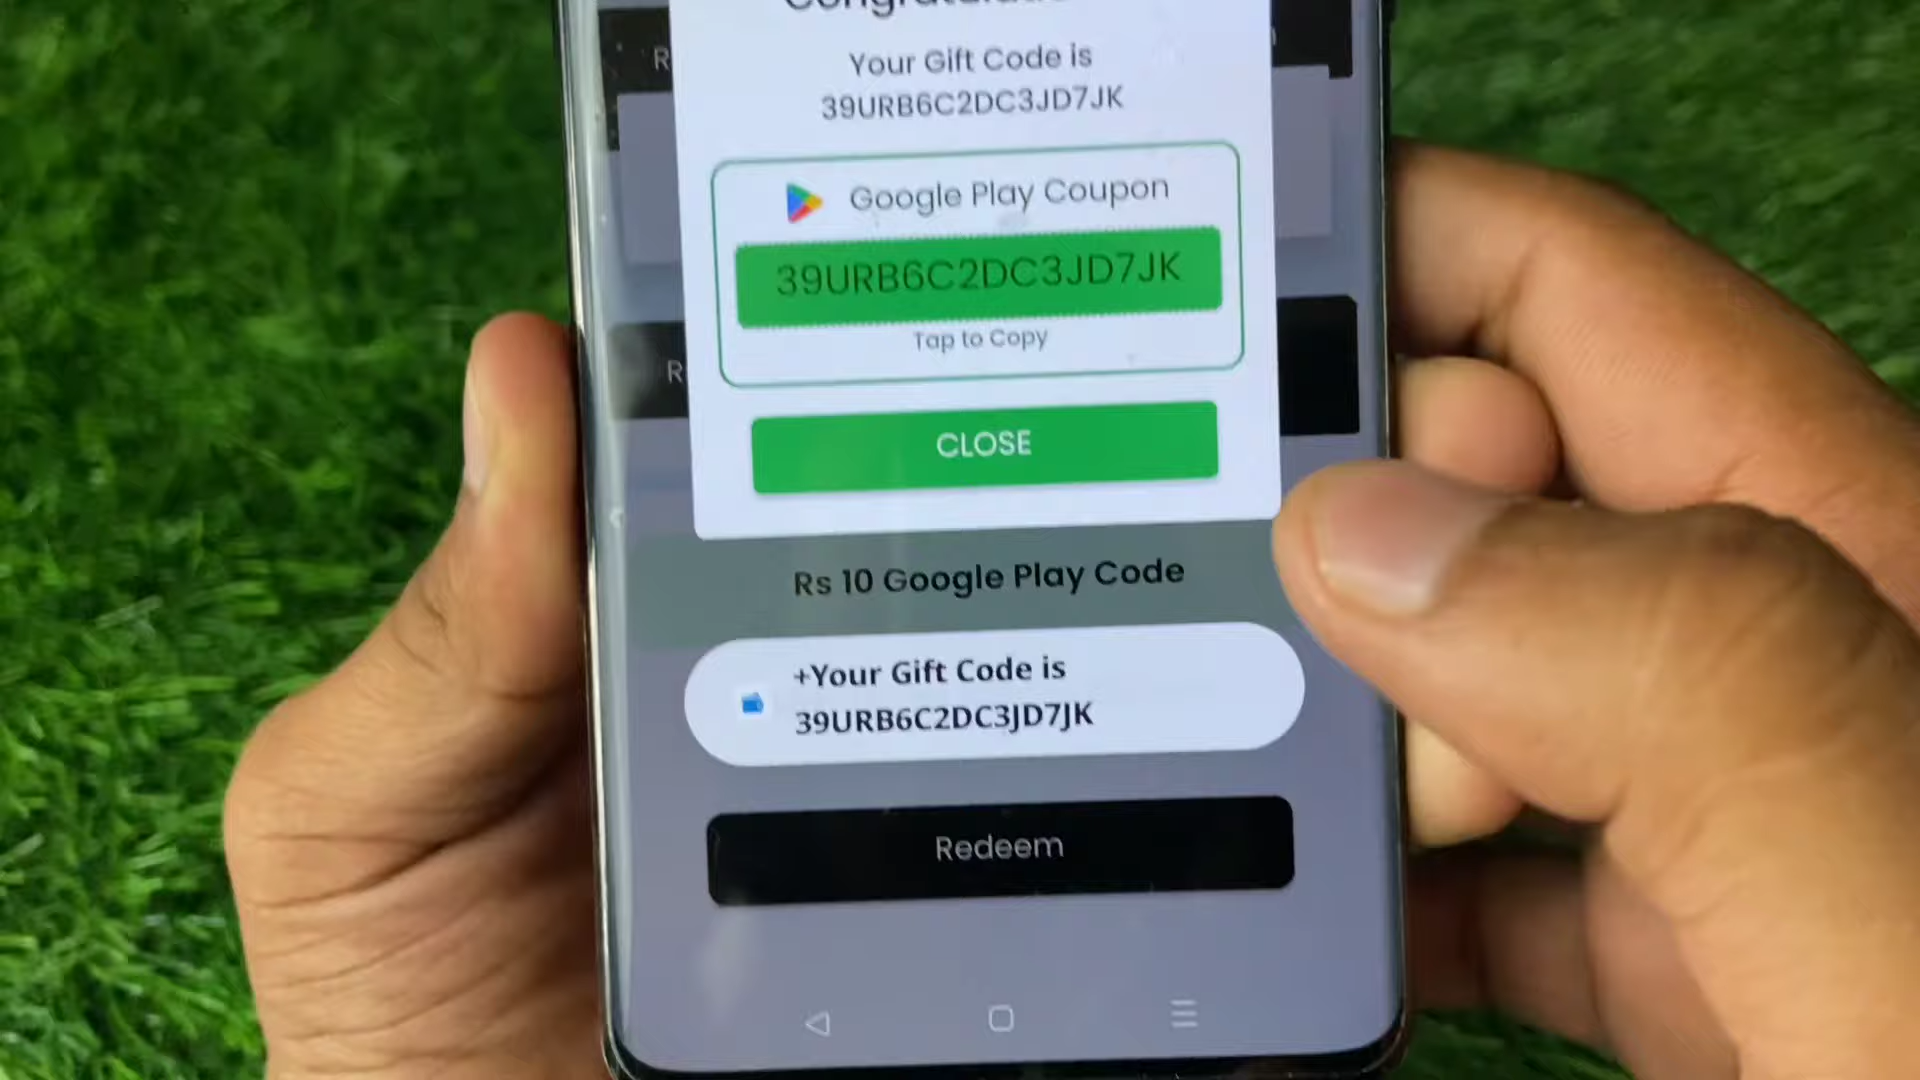 Your Gift Code is
39URB6C2DC3JD7JK
Google Play Coupon
39URB6C2DC3JD7JK
Tap to Copy
CLOSE
Rs 10 Google Play Code
+Your Gift Code is
39URB6C2DC3JD7JK
Redeem